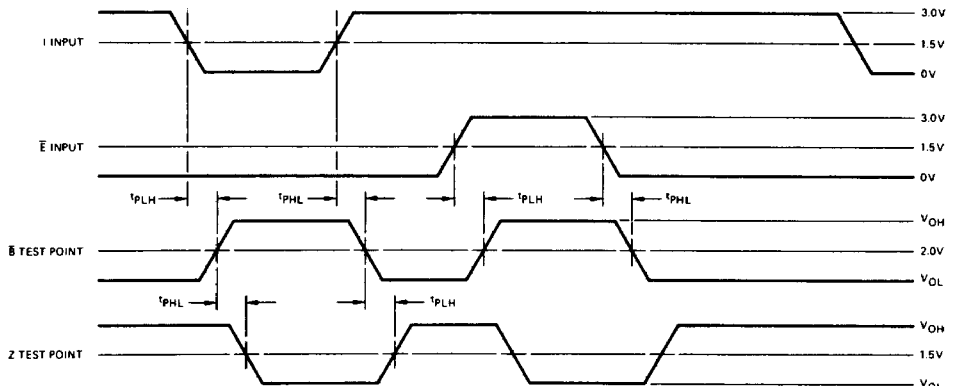 3.0V
I INPUT
1.5V
0V
3.0V
E̅ INPUT
1.5V
0V
tPLH
tPHL
tPLH
tPHL
VOH
B̅ TEST POINT
2.0V
VOL
tPHL
tPLH
VOH
Z TEST POINT
1.5V
VOL